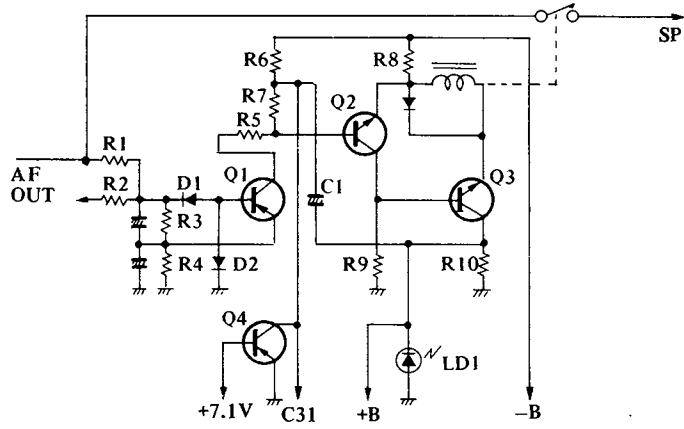 SP
R6
R8
R7
Q2
R5
R1
AF
OUT
R2
D1
Q1
C1
Q3
R3
R4
D2
R9
R10
Q4
LD1
+7.1V
C31
+B
−B